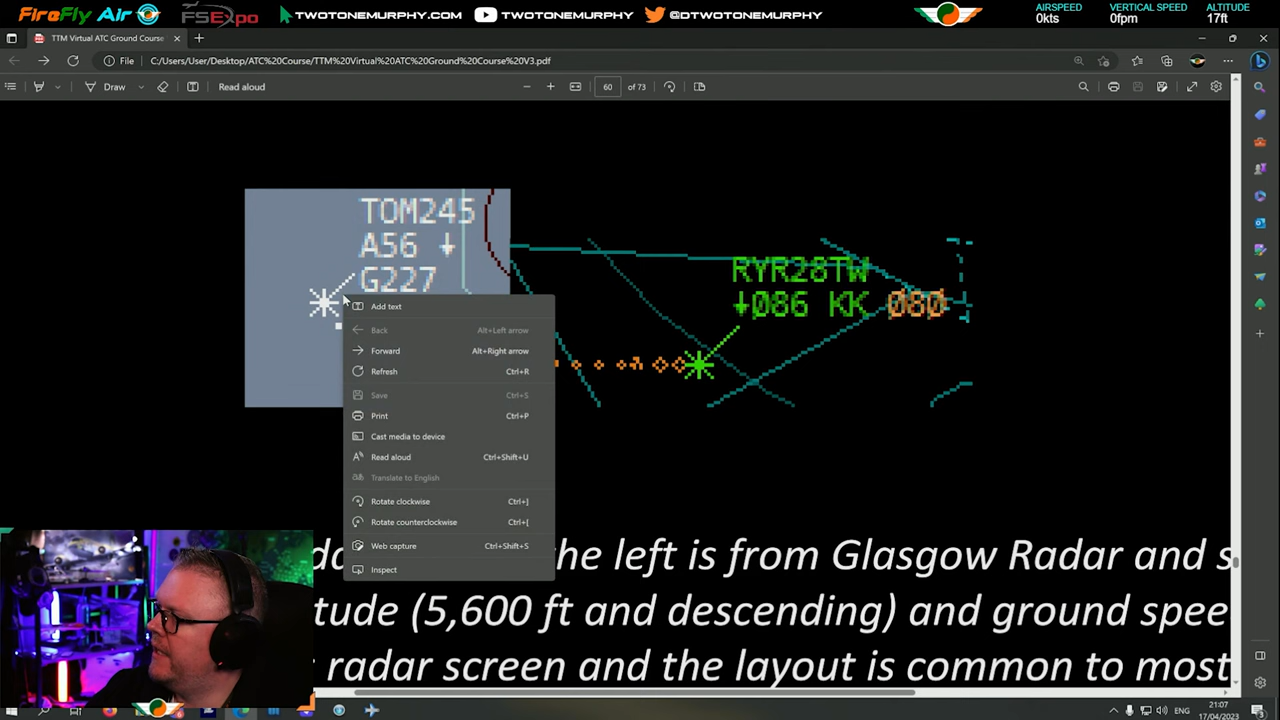 FireFly Air
FSExpo
TWOTONEMURPHY.COM
TWOTONEMURPHY
@DTWOTONEMURPHY
AIRSPEED
0kts
VERTICAL SPEED
0fpm
ALTITUDE
17ft
TTM Virtual ATC Ground Course
File
C:/Users/User/Desktop/ATC%20Course/TTM%20Virtual%20ATC%20Ground%20Course%20V3.pdf
Draw
Read aloud
60
of 73
TOM245
A56 ↓
G227
RYR28TW
↓086 KK 080
Add text
Back Alt+Left arrow
Forward Alt+Right arrow
Refresh Ctrl+R
Save Ctrl+S
Print Ctrl+P
Cast media to device
Read aloud Ctrl+Shift+U
Translate to English
Rotate clockwise Ctrl+]
Rotate counterclockwise Ctrl+[
Web capture Ctrl+Shift+S
Inspect
the left is from Glasgow Radar and s
tude (5,600 ft and descending) and ground spee
radar screen and the layout is common to most
ENG
21:07
17/04/2023